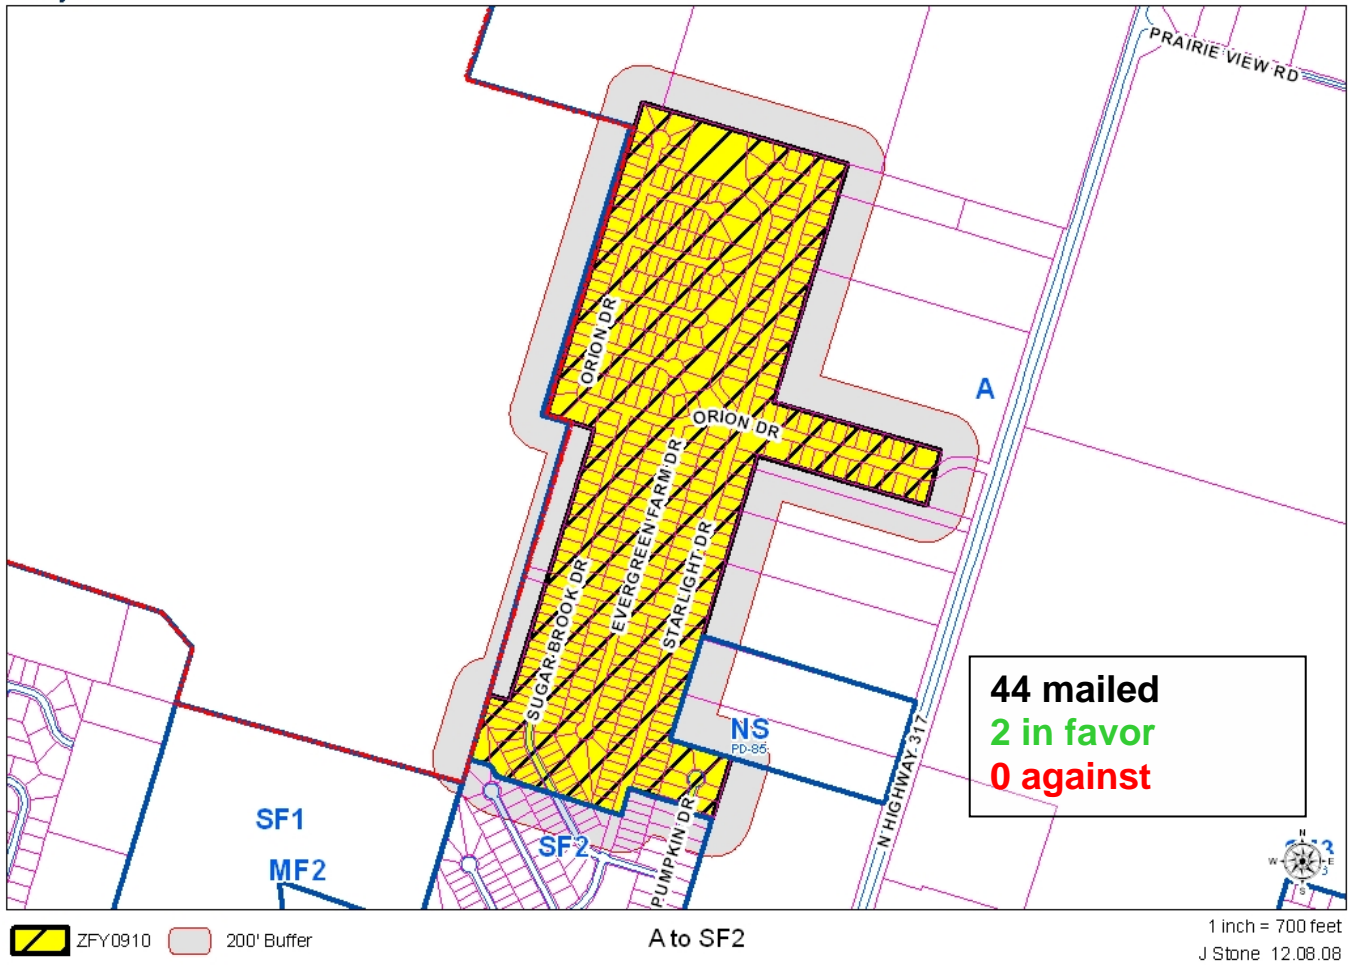 PRAIRIE VIEW RD
ORION DR
A
ORION DR
EVERGREEN FARM DR
STARLIGHT DR
SUGAR BROOK DR
NS
PD-85
N HIGHWAY 317
44 mailed
2 in favor
0 against
SF1
MF2
SF2
PUMPKIN DR
N
W
E
S
ZFY0910
200' Buffer
A to SF2
1 inch = 700 feet
J Stone 12.08.08